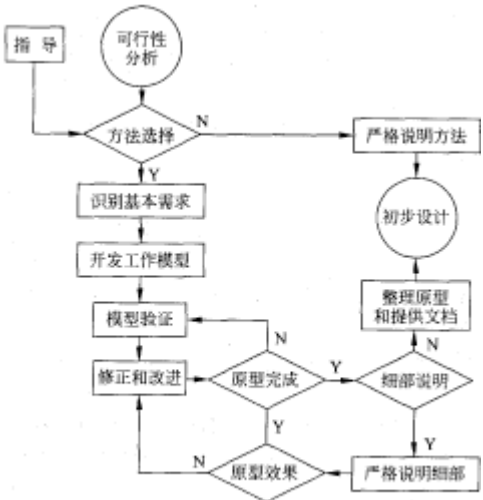 指 导
可行性
分析
方法选择
N
严格说明方法
Y
识别基本需求
初步设计
开发工作模型
模型验证
整理原型
和提供文档
N
N
修正和改进
原型完成
Y
细部说明
Y
Y
原型效果
N
严格说明细部